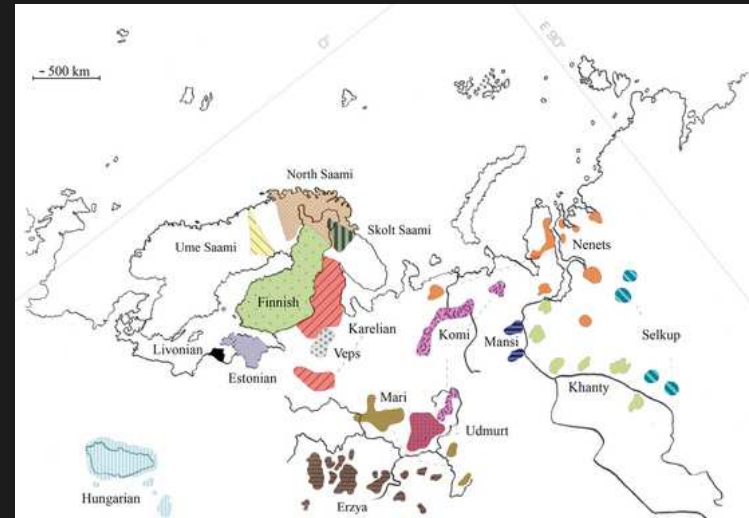 0°
E 90°
~ 500 km
North Saami
Ume Saami
Skolt Saami
Nenets
Finnish
Karelian
Komi
Mansi
Selkup
Livonian
Veps
Estonian
Khanty
Mari
Udmurt
Hungarian
Erzya